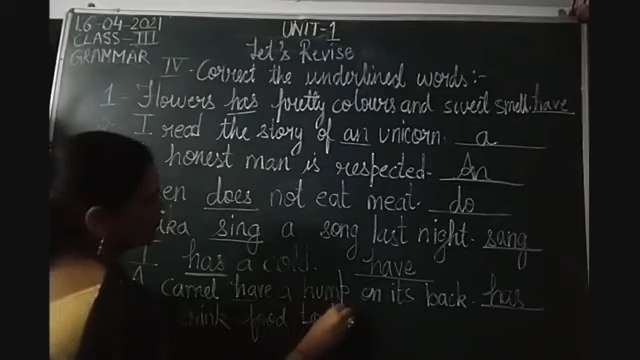 16-04-2021 UNIT-1
CLASS-III Let's Revise
GRAMMAR
IV - Correct the underlined words:-
1 - Flowers has pretty colours and sweet smell. have
I read the story of an unicorn. a
honest man is respected. An
does not eat meat. do
sing a song last night. sang
I has a cold. have
A Camel have a hump on its back. has
food